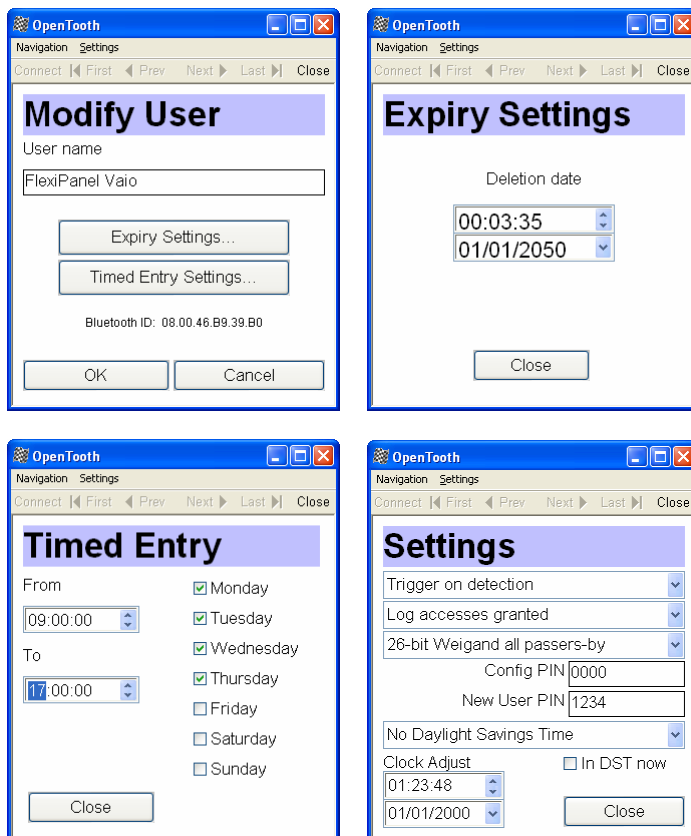 OpenTooth
Navigation Settings
Connect First Prev Next Last Close
Modify User
User name
FlexiPanel Vaio
Expiry Settings...
Timed Entry Settings...
Bluetooth ID: 08.00.46.B9.39.B0
OK Cancel
OpenTooth
Navigation Settings
Connect First Prev Next Last Close
Expiry Settings
Deletion date
00:03:35
01/01/2050
Close
OpenTooth
Navigation Settings
Connect First Prev Next Last Close
Timed Entry
From
09:00:00
To
17:00:00
Monday
Tuesday
Wednesday
Thursday
Friday
Saturday
Sunday
Close
OpenTooth
Navigation Settings
Connect First Prev Next Last Close
Settings
Trigger on detection
Log accesses granted
26-bit Weigand all passers-by
Config PIN 0000
New User PIN 1234
No Daylight Savings Time
Clock Adjust In DST now
01:23:48
01/01/2000 Close